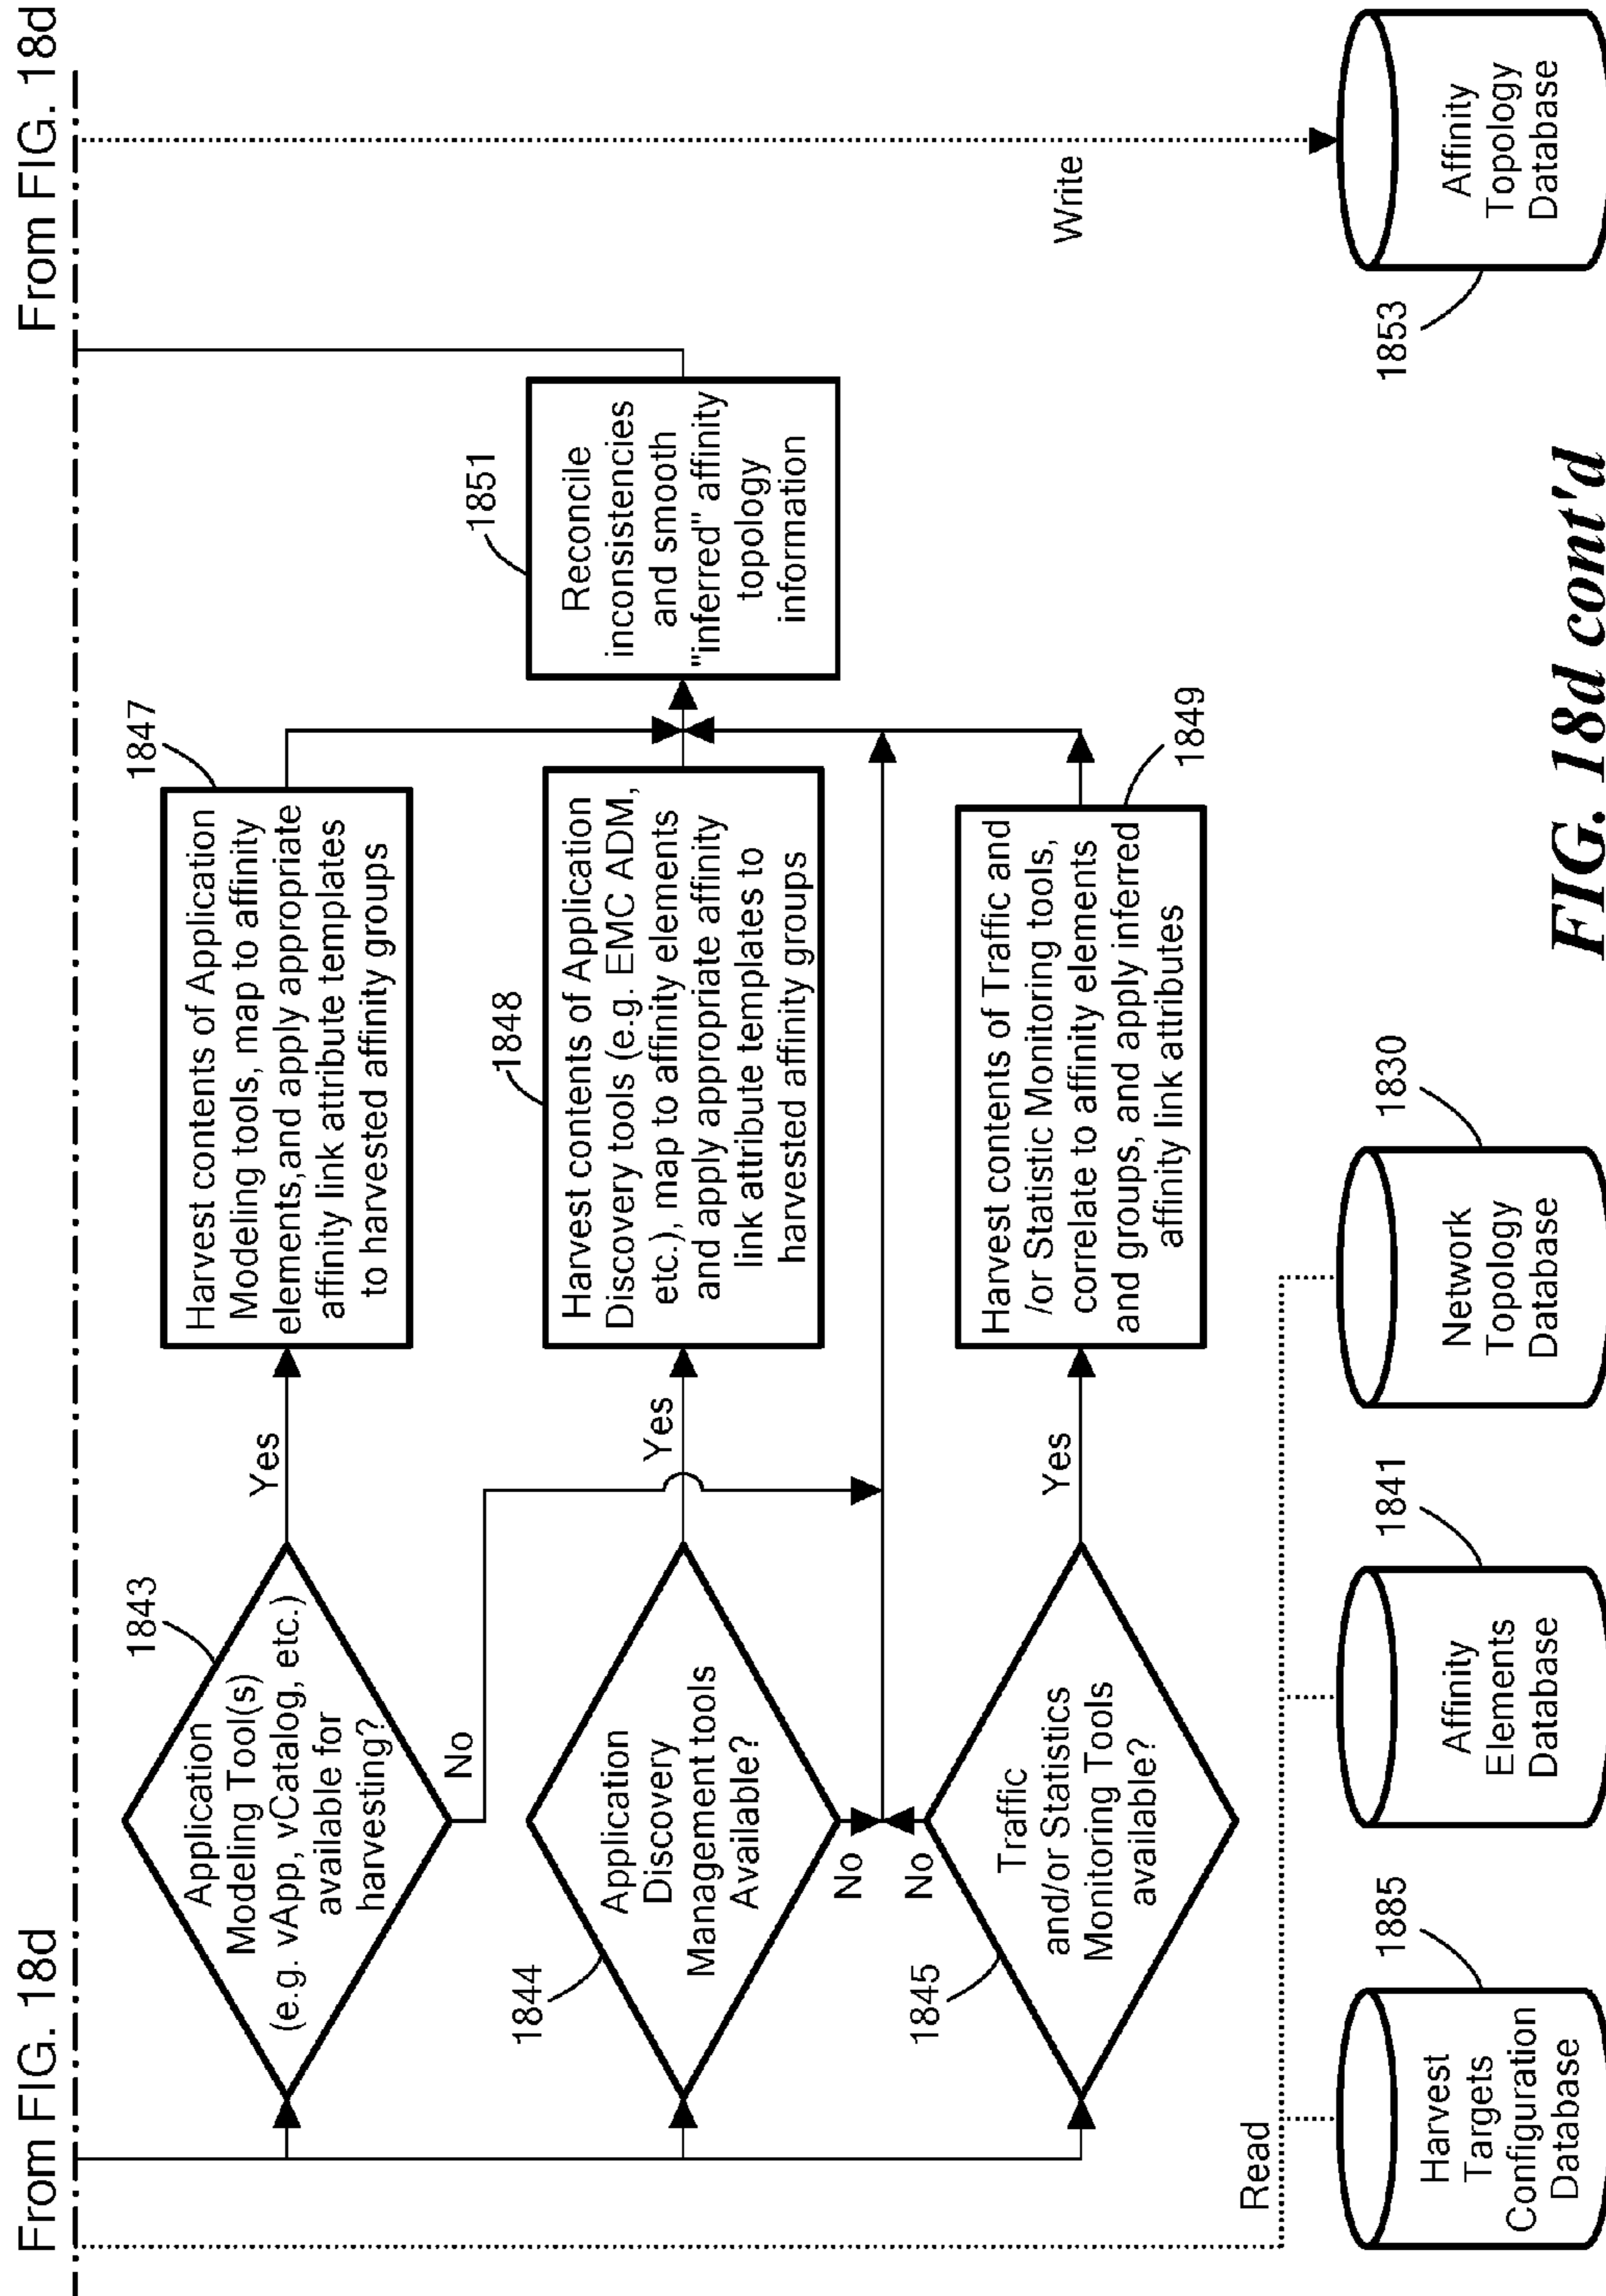 From FIG. 18d
From FIG. 18d
1843
Application
Modeling Tool(s)
(e.g. vApp, vCatalog, etc.)
available for
harvesting?
Yes
No
1847
Harvest contents of Application
Modeling tools, map to affinity
elements,and apply appropriate
affinity link attribute templates
to harvested affinity groups
1844
Application
Discovery
Management tools
Available?
Yes
No
1848
Harvest contents of Application
Discovery tools (e.g. EMC ADM,
etc.), map to affinity elements
and apply appropriate affinity
link attribute templates to
harvested affinity groups
1851
Reconcile
inconsistencies
and smooth
"inferred" affinity
topology
information
1845
Traffic
and/or Statistics
Monitoring Tools
available?
No
Yes
1849
Harvest contents of Traffic and
/or Statistic Monitoring tools,
correlate to affinity elements
and groups, and apply inferred
affinity link attributes
Read
Write
1885
Harvest
Targets
Configuration
Database
1841
Affinity
Elements
Database
1830
Network
Topology
Database
1853
Affinity
Topology
Database
FIG. 18d cont'd